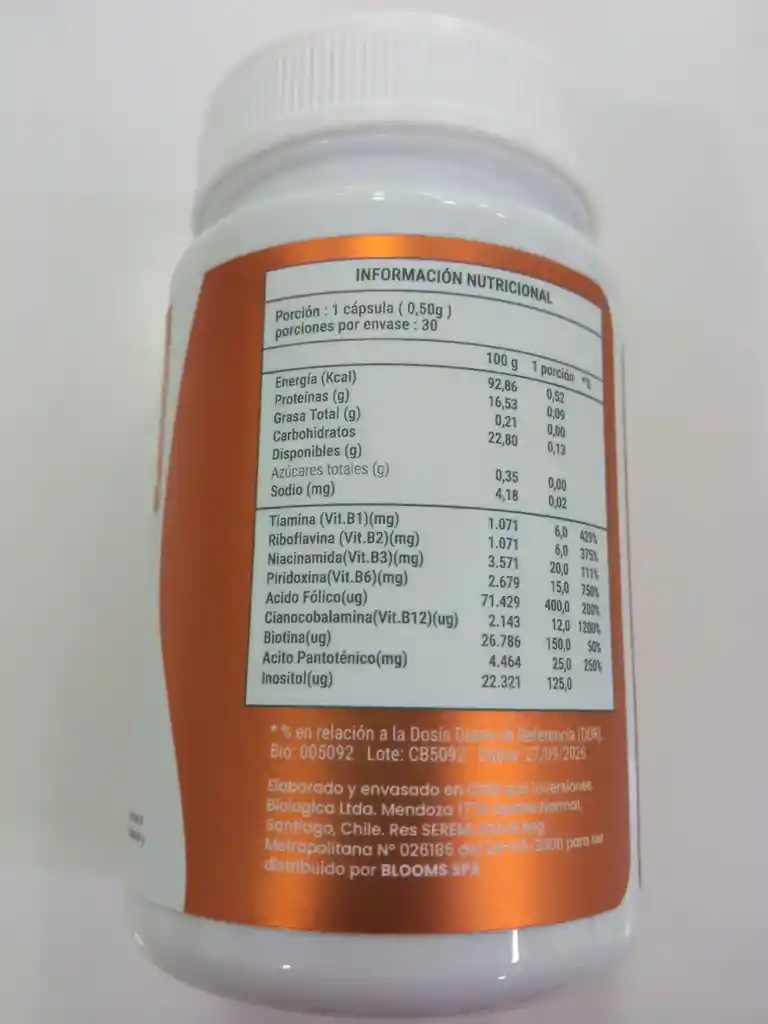 INFORMACIÓN NUTRICIONAL
Porción : 1 cápsula ( 0,50g )
porciones por envase : 30
100 g 1 porción *%
Energía (Kcal) 92,86 0,52
Proteínas (g) 16,53 0,09
Grasa Total (g) 0,21 0,00
Carbohidratos
Disponibles (g) 22,80 0,13
Azúcares totales (g) 0,35 0,00
Sodio (mg) 4,18 0,02
Tiamina (Vit.B1)(mg) 1.071 6,0 429%
Riboflavina (Vit.B2)(mg) 1.071 6,0 375%
Niacinamida(Vit.B3)(mg) 3.571 20,0 111%
Piridoxina(Vit.B6)(mg) 2.679 15,0 750%
Acido Fólico(ug) 71.429 400,0 200%
Cianocobalamina(Vit.B12)(ug) 2.143 12,0 1200%
Biotina(ug) 26.786 150,0 50%
Acito Pantoténico(mg) 4.464 25,0 250%
Inositol(ug) 22.321 125,0
* % en relación a la Dosis de Referencia (DDR).
Bio: 005092 Lote: CB5092 27/09/2026
Elaborado y envasado en Inversiones
Biologica Ltda. Mendoza Normal,
Santiago, Chile. Res
Metropolitana N° 026185 para ser
distribuido por BLOOMS SPA